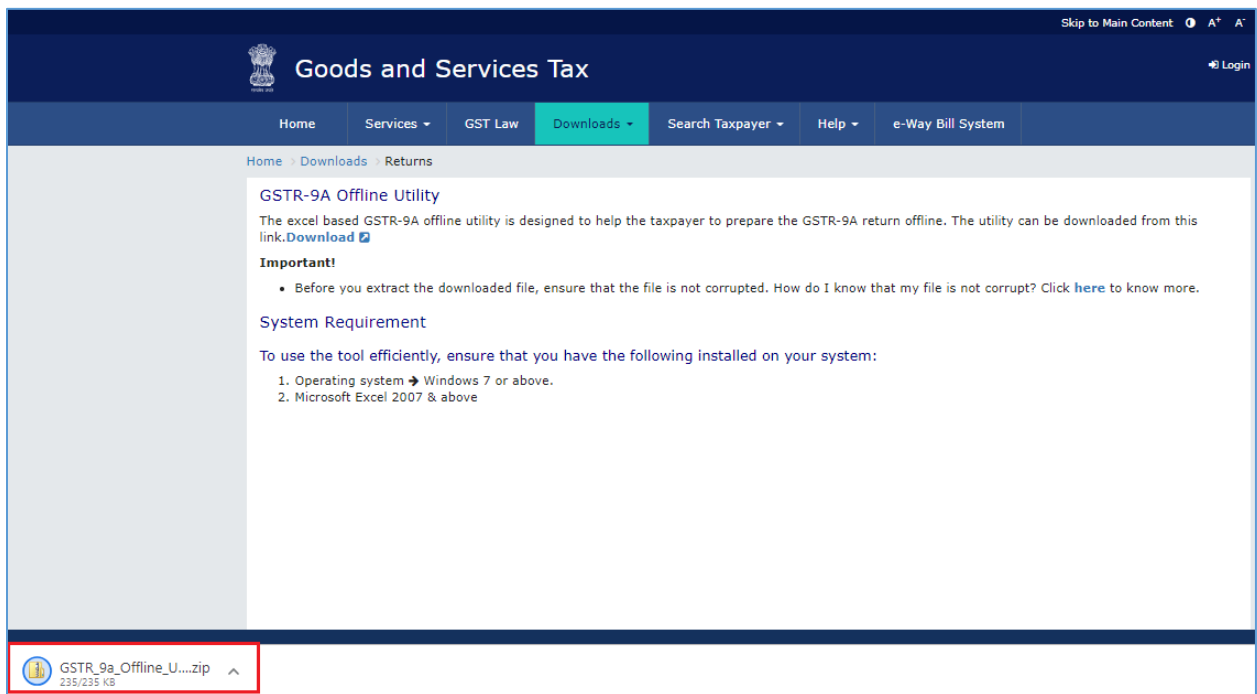 Skip to Main Content A+ A-
Goods and Services Tax
Login
Home Services GST Law Downloads Search Taxpayer Help e-Way Bill System
Home > Downloads > Returns
GSTR-9A Offline Utility
The excel based GSTR-9A offline utility is designed to help the taxpayer to prepare the GSTR-9A return offline. The utility can be downloaded from this
link.Download
Important!
• Before you extract the downloaded file, ensure that the file is not corrupted. How do I know that my file is not corrupt? Click here to know more.
System Requirement
To use the tool efficiently, ensure that you have the following installed on your system:
1. Operating system ➔ Windows 7 or above.
2. Microsoft Excel 2007 & above
GSTR_9a_Offline_U....zip
235/235 KB